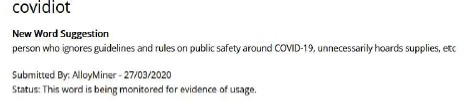 covidiot
New Word Suggestion
person who ignores guidelines and rules on public safety around COVID-19, unnecessarily hoards supplies, etc
Submitted By: AlloyMiner - 27/03/2020
Status: This word is being monitored for evidence of usage.